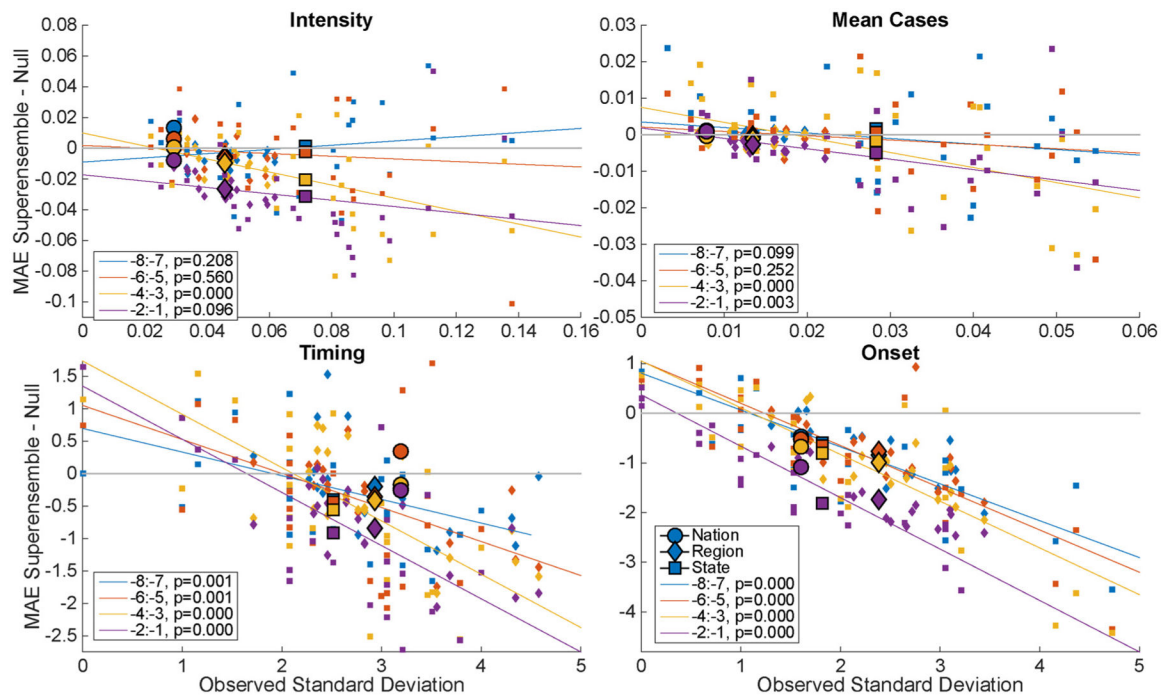 Intensity
MAE Superensemble - Null
0.08
0.06
0.04
0.02
0
-0.02
-0.04
-0.06
-0.08
-0.1
-8:-7, p=0.208
-6:-5, p=0.560
-4:-3, p=0.000
-2:-1, p=0.096
0 0.02 0.04 0.06 0.08 0.1 0.12 0.14 0.16
Mean Cases
0.03
0.02
0.01
0
-0.01
-0.02
-0.03
-0.04
-0.05
-8:-7, p=0.099
-6:-5, p=0.252
-4:-3, p=0.000
-2:-1, p=0.003
0 0.01 0.02 0.03 0.04 0.05 0.06
Timing
MAE Superensemble - Null
1.5
1
0.5
0
-0.5
-1
-1.5
-2
-2.5
-8:-7, p=0.001
-6:-5, p=0.001
-4:-3, p=0.000
-2:-1, p=0.000
0 1 2 3 4 5
Observed Standard Deviation
Onset
1
0
-1
-2
-3
-4
Nation
Region
State
-8:-7, p=0.000
-6:-5, p=0.000
-4:-3, p=0.000
-2:-1, p=0.000
0 1 2 3 4 5
Observed Standard Deviation